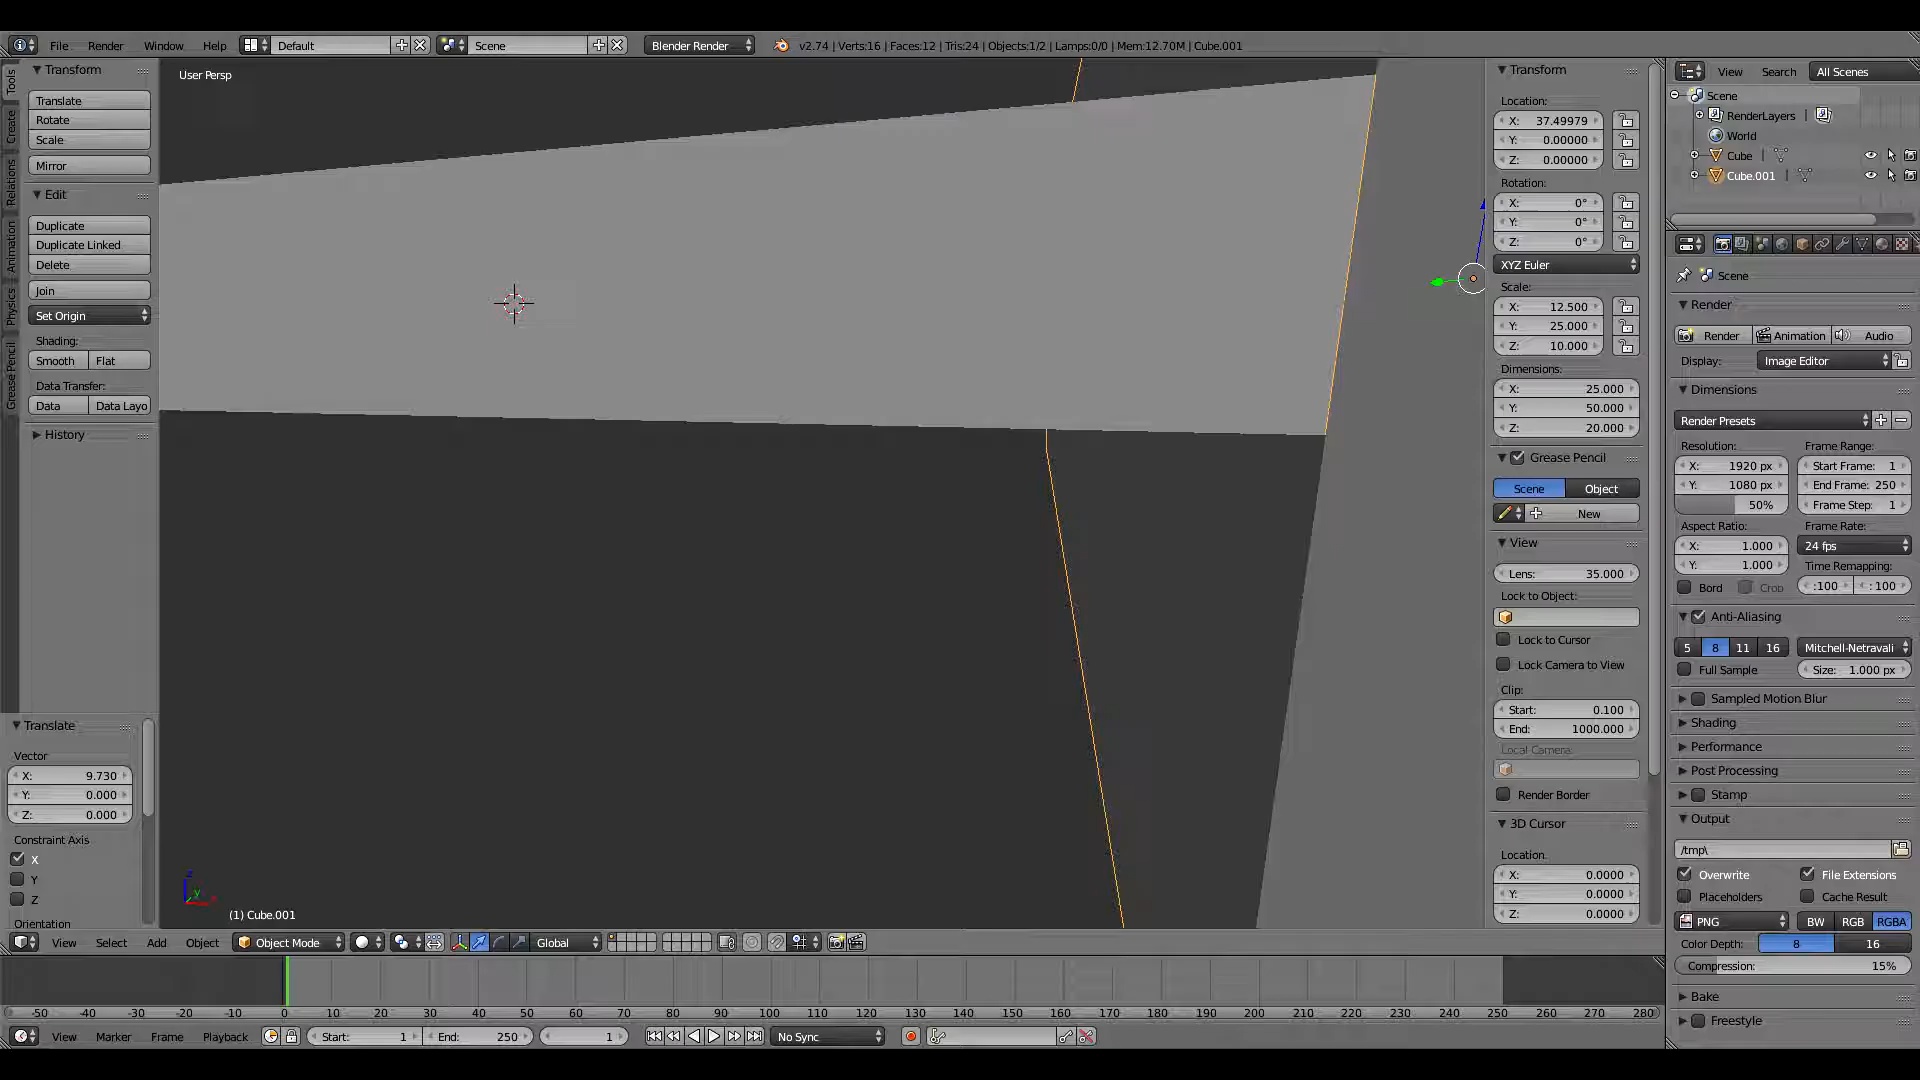 File Render Window Help Default Scene Blender Render v2.74 | Verts:16 | Faces:12 | Tris:24 | Objects:1/2 | Lamps:0/0 | Mem:12.70M | Cube.001
Tools
Create
Relations
Animation
Physics
Grease Pencil
Transform
Translate
Rotate
Scale
Mirror
Edit
Duplicate
Duplicate Linked
Delete
Join
Set Origin
Shading:
Smooth Flat
Data Transfer:
Data Data Layo
History
Translate
Vector
X: 9.730
Y: 0.000
Z: 0.000
Constraint Axis
X
Y
Z
Orientation
User Persp
z
y
x
(1) Cube.001
Transform
Location:
X: 37.49979
Y: 0.00000
Z: 0.00000
Rotation:
X: 0°
Y: 0°
Z: 0°
XYZ Euler
Scale:
X: 12.500
Y: 25.000
Z: 10.000
Dimensions:
X: 25.000
Y: 50.000
Z: 20.000
Grease Pencil
Scene Object
New
View
Lens: 35.000
Lock to Object:
Lock to Cursor
Lock Camera to View
Clip:
Start: 0.100
End: 1000.000
Local Camera:
Render Border
3D Cursor
Location:
X: 0.0000
Y: 0.0000
Z: 0.0000
View Search All Scenes
Scene
RenderLayers
World
Cube
Cube.001
Scene
Render
Render Animation Audio
Display: Image Editor
Dimensions
Render Presets
Resolution: Frame Range:
X: 1920 px Start Frame: 1
Y: 1080 px End Frame: 250
50% Frame Step: 1
Aspect Ratio: Frame Rate:
X: 1.000 24 fps
Y: 1.000 Time Remapping:
Bord Crop :100 : 100
Anti-Aliasing
5 8 11 16 Mitchell-Netravali
Full Sample Size: 1.000 px
Sampled Motion Blur
Shading
Performance
Post Processing
Stamp
Output
/tmp\
Overwrite File Extensions
Placeholders Cache Result
PNG BW RGB RGBA
Color Depth: 8 16
Compression: 15%
Bake
Freestyle
View Select Add Object Object Mode Global
-50 -40 -30 -20 -10 0 10 20 30 40 50 60 70 80 90 100 110 120 130 140 150 160 170 180 190 200 210 220 230 240 250 260 270 280
View Marker Frame Playback Start: 1 End: 250 1 No Sync